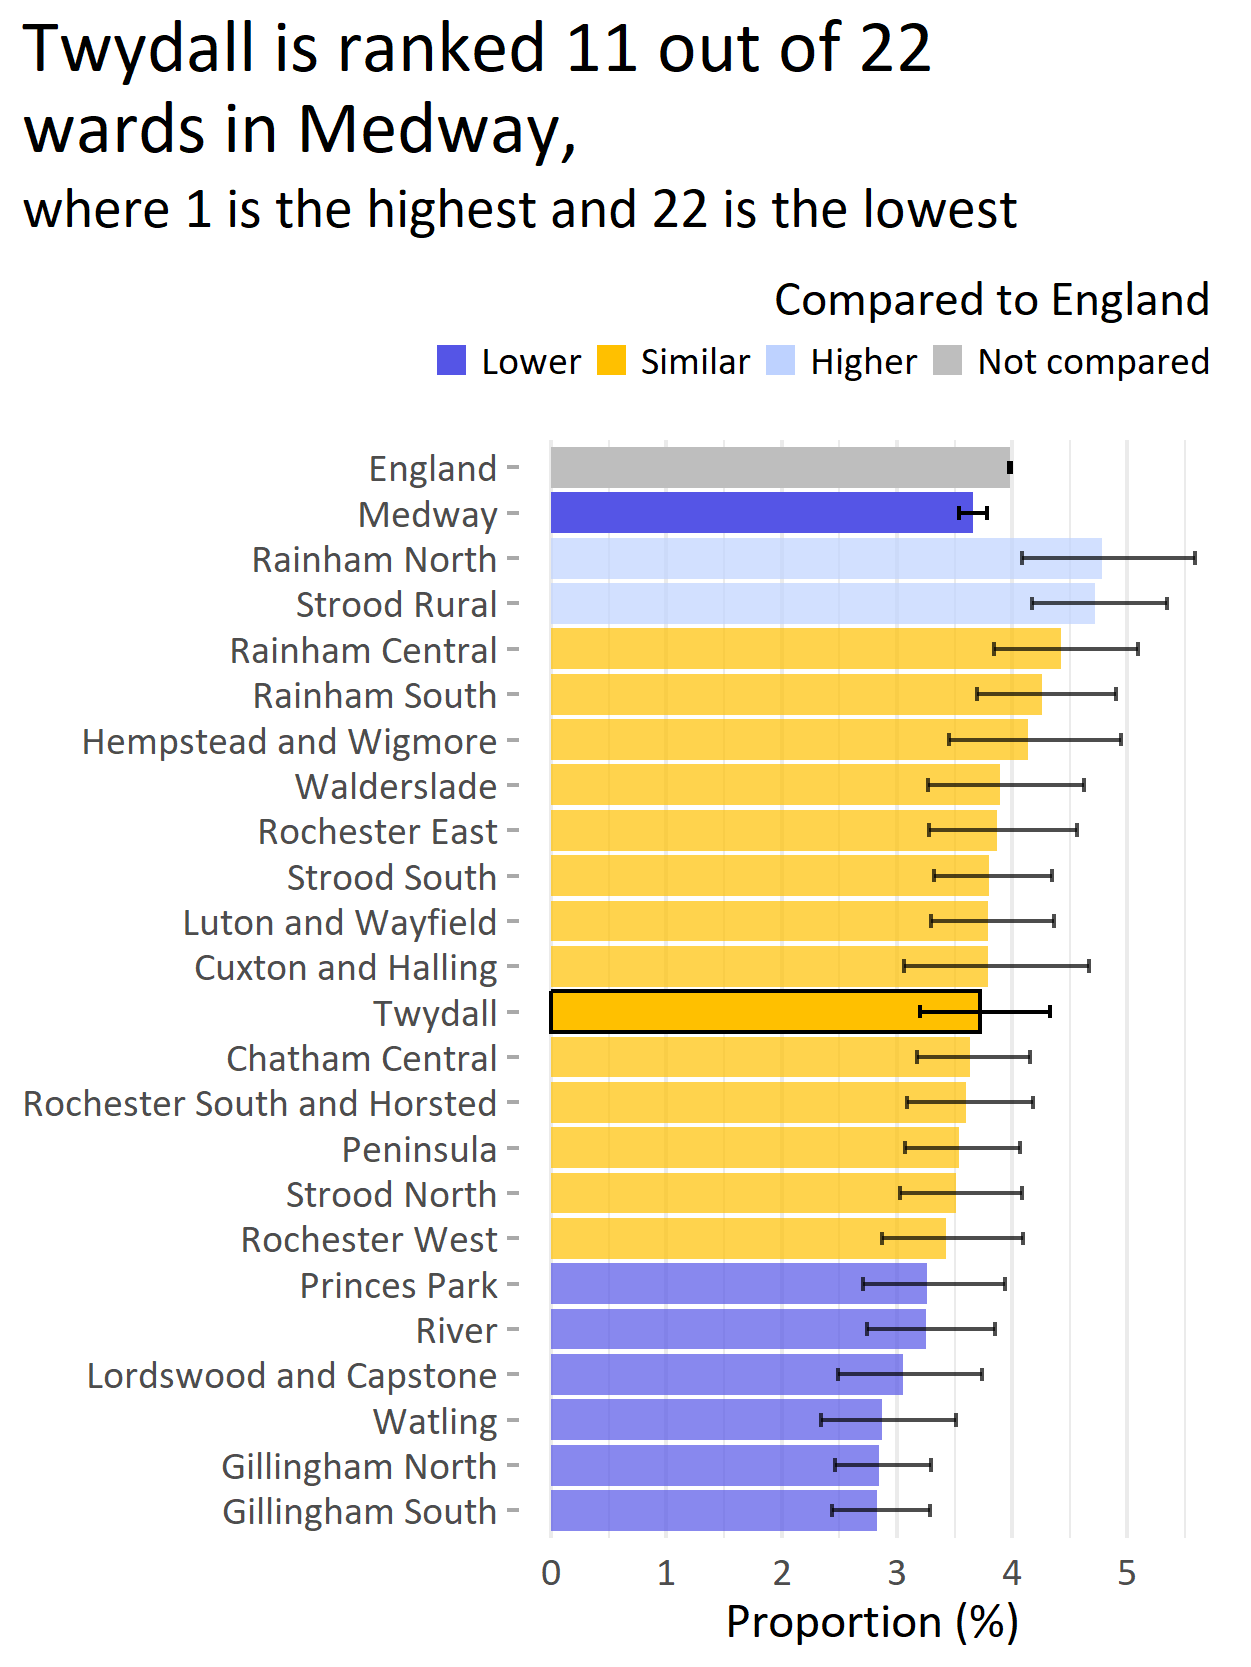 Twydall is ranked 11 out of 22
wards in Medway,
where 1 is the highest and 22 is the lowest
Compared to England
Lower Similar Higher Not compared
England
Medway
Rainham North
Strood Rural
Rainham Central
Rainham South
Hempstead and Wigmore
Walderslade
Rochester East
Strood South
Luton and Wayfield
Cuxton and Halling
Twydall
Chatham Central
Rochester South and Horsted
Peninsula
Strood North
Rochester West
Princes Park
River
Lordswood and Capstone
Watling
Gillingham North
Gillingham South
0 1 2 3 4 5
Proportion (%)